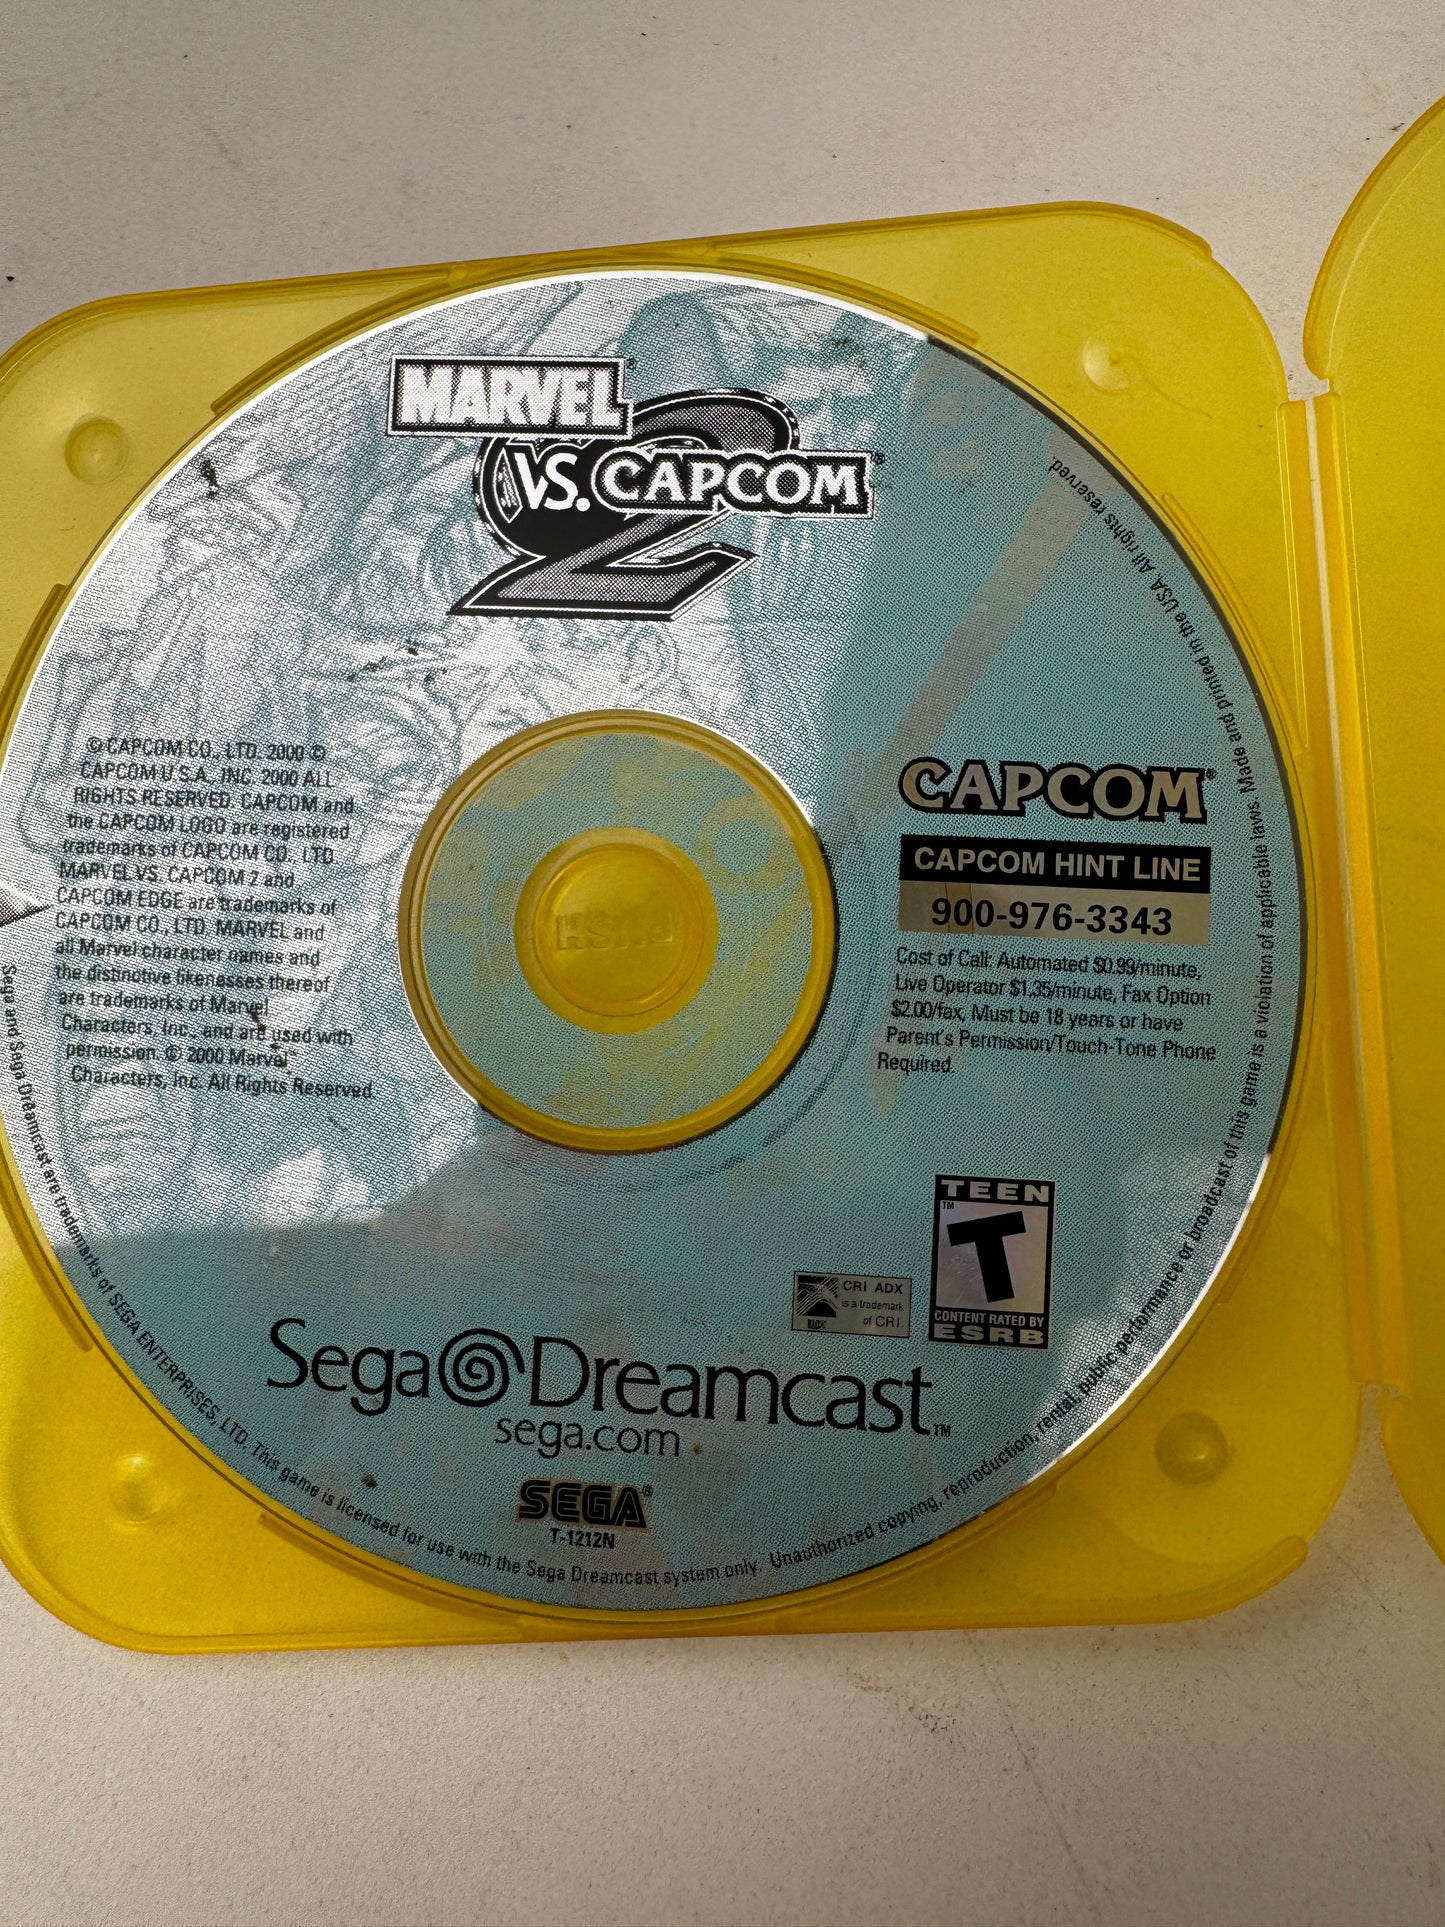 MARVEL®
VS. CAPCOM®
2
© CAPCOM CO., LTD. 2000 ©
CAPCOM U.S.A., INC. 2000 ALL
RIGHTS RESERVED. CAPCOM and
the CAPCOM LOGO are registered
trademarks of CAPCOM CO., LTD.
MARVEL VS. CAPCOM 2 and
CAPCOM EDGE are trademarks of
CAPCOM CO., LTD. MARVEL and
all Marvel character names and
the distinctive likenesses thereof
are trademarks of Marvel
Characters, Inc., and are used with
permission. © 2000 Marvel
Characters, Inc. All Rights Reserved.
PUSH
CAPCOM®
CAPCOM HINT LINE
900-976-3343
Cost of Call: Automated $0.99/minute,
Live Operator $1.35/minute, Fax Option
$2.00/fax, Must be 18 years or have
Parent's Permission/Touch-Tone Phone
Required.
TEEN
™
T
CONTENT RATED BY
ESRB
CRI ADX
is a trademark
of CRI.
Sega Dreamcast™
sega.com
SEGA®
T-1212N
Sega and Sega Dreamcast are trademarks of SEGA ENTERPRISES, LTD. This game is licensed for use with the Sega Dreamcast system only. Unauthorized copying, reproduction, rental, public performance or broadcast of this game is a violation of applicable laws. Made and printed in the USA. All rights reserved.